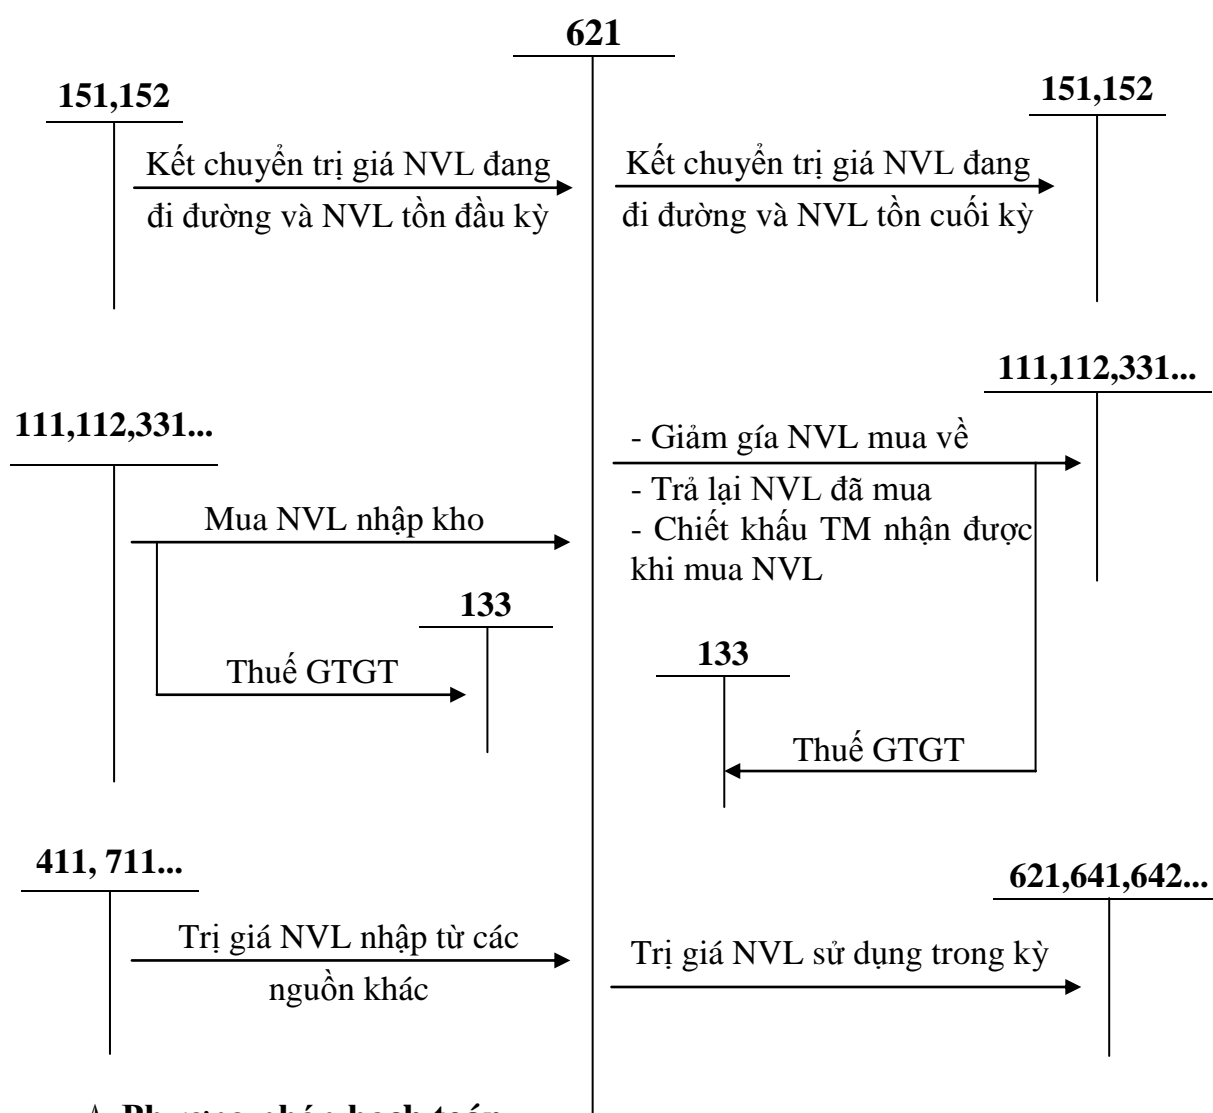 621
151,152
151,152
Kết chuyển trị giá NVL đang
đi đường và NVL tồn đầu kỳ
Kết chuyển trị giá NVL đang
đi đường và NVL tồn cuối kỳ
111,112,331...
111,112,331...
- Giảm gía NVL mua về
- Trả lại NVL đã mua
- Chiết khấu TM nhận được
khi mua NVL
Mua NVL nhập kho
133
Thuế GTGT
133
Thuế GTGT
411, 711...
621,641,642...
Trị giá NVL nhập từ các
nguồn khác
Trị giá NVL sử dụng trong kỳ